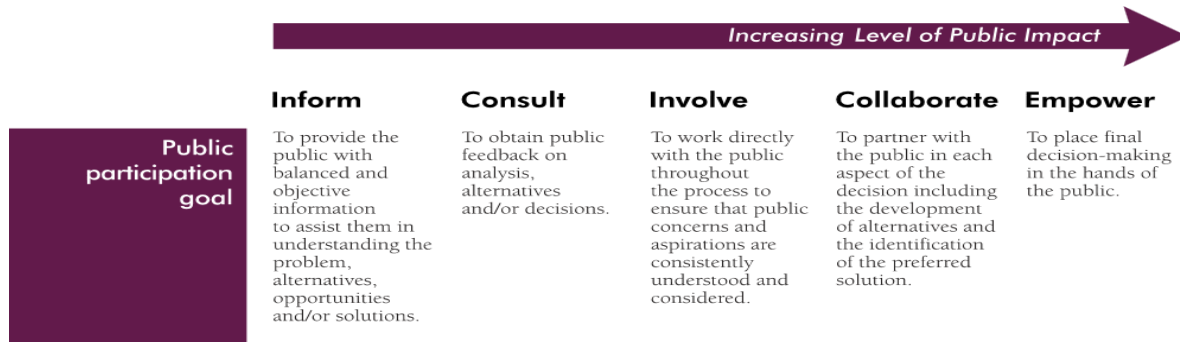 Increasing Level of Public Impact
Inform
Consult
Involve
Collaborate
Empower
Public
participation
goal
To provide the
public with
balanced and
objective
information
to assist them in
understanding the
problem,
alternatives,
opportunities
and/or solutions.
To obtain public
feedback on
analysis,
alternatives
and/or decisions.
To work directly
with the public
throughout
the process to
ensure that public
concerns and
aspirations are
consistently
understood and
considered.
To partner with
the public in each
aspect of the
decision including
the development
of alternatives and
the identification
of the preferred
solution.
To place final
decision-making
in the hands of
the public.